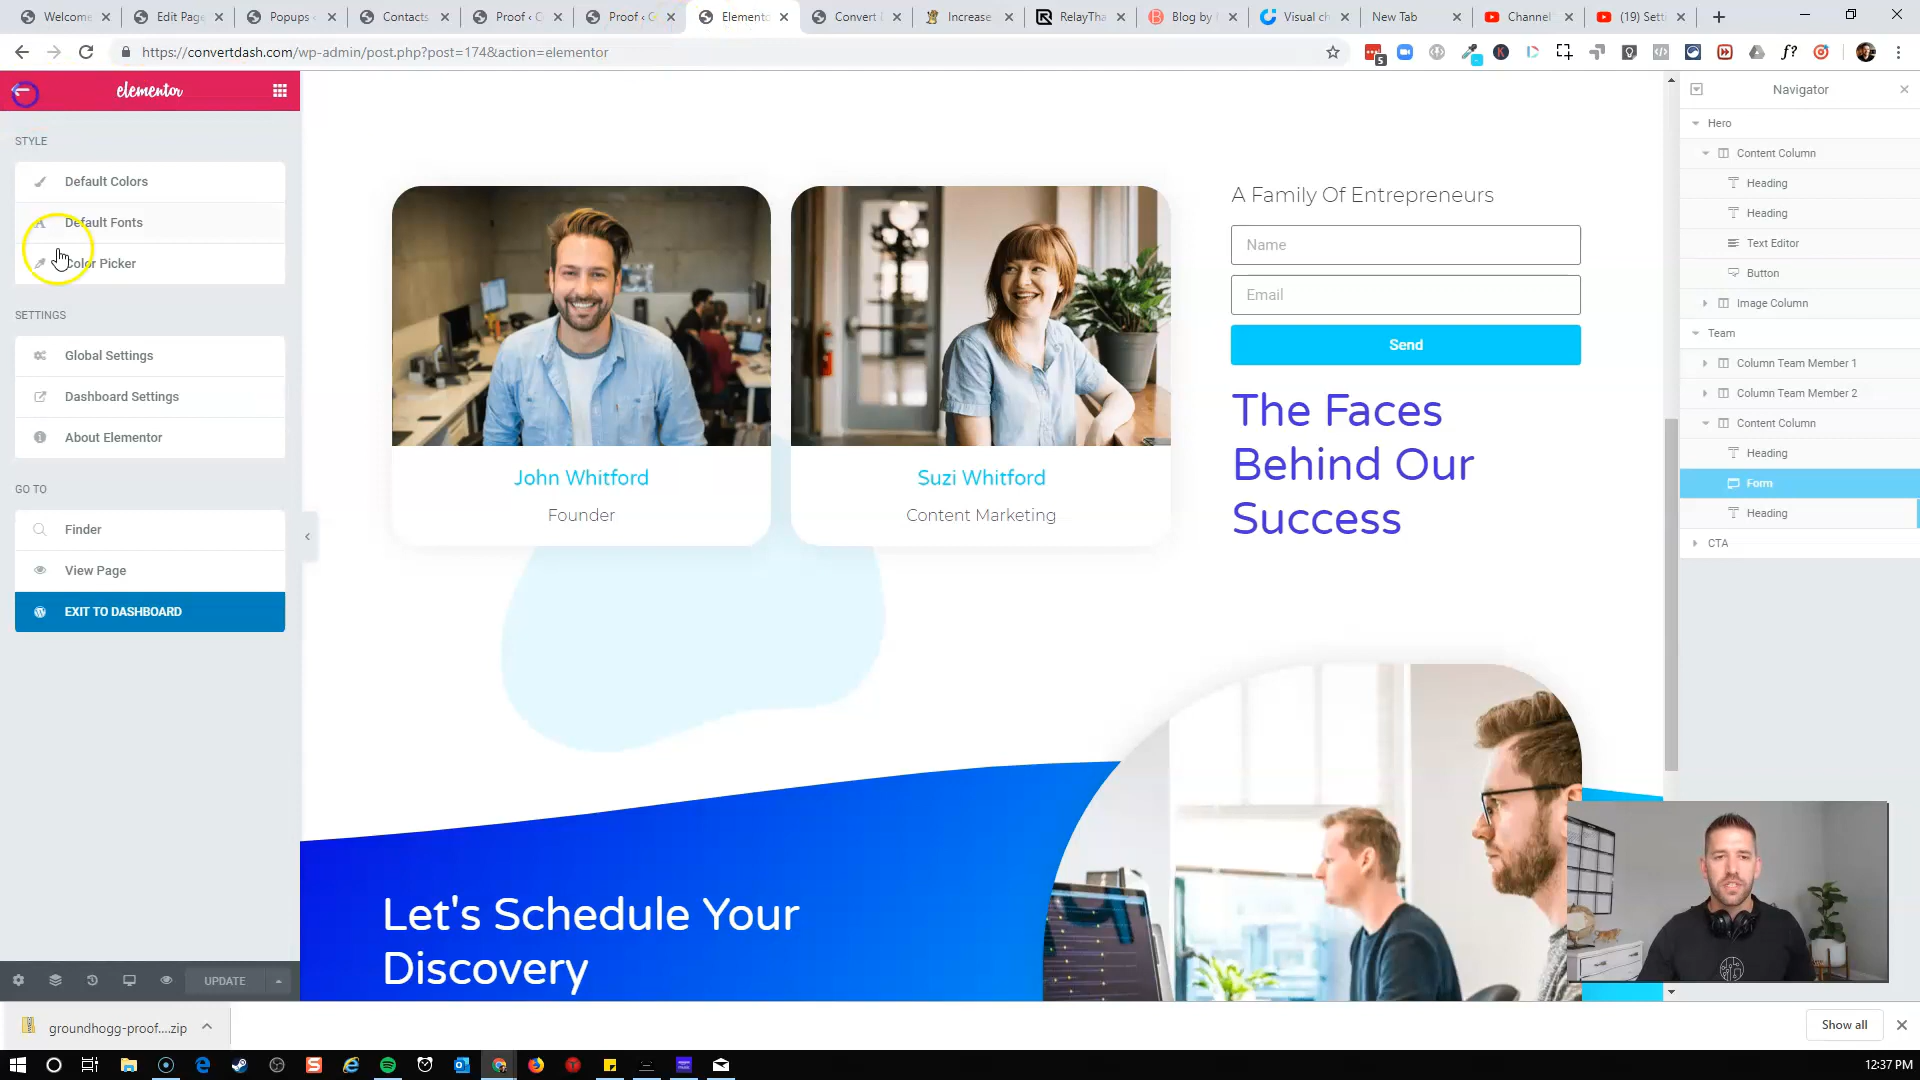 Welcome
Edit Page
Popups ‹
Contacts
Proof ‹ G
Proof ‹ G
Elemento
Convert
Increase
RelayTha
Blog by
Visual ch
New Tab
Channel
(19) Setti
https://convertdash.com/wp-admin/post.php?post=174&action=elementor
5
f?
elementor
STYLE
Default Colors
Default Fonts
Color Picker
SETTINGS
Global Settings
Dashboard Settings
About Elementor
GO TO
Finder
View Page
EXIT TO DASHBOARD
UPDATE
John Whitford
Founder
Suzi Whitford
Content Marketing
A Family Of Entrepreneurs
Name
Email
Send
The Faces
Behind Our
Success
Let's Schedule Your
Discovery
Navigator
Hero
Content Column
Heading
Heading
Text Editor
Button
Image Column
Team
Column Team Member 1
Column Team Member 2
Content Column
Heading
Form
Heading
CTA
groundhogg-proof....zip
Show all
12:37 PM